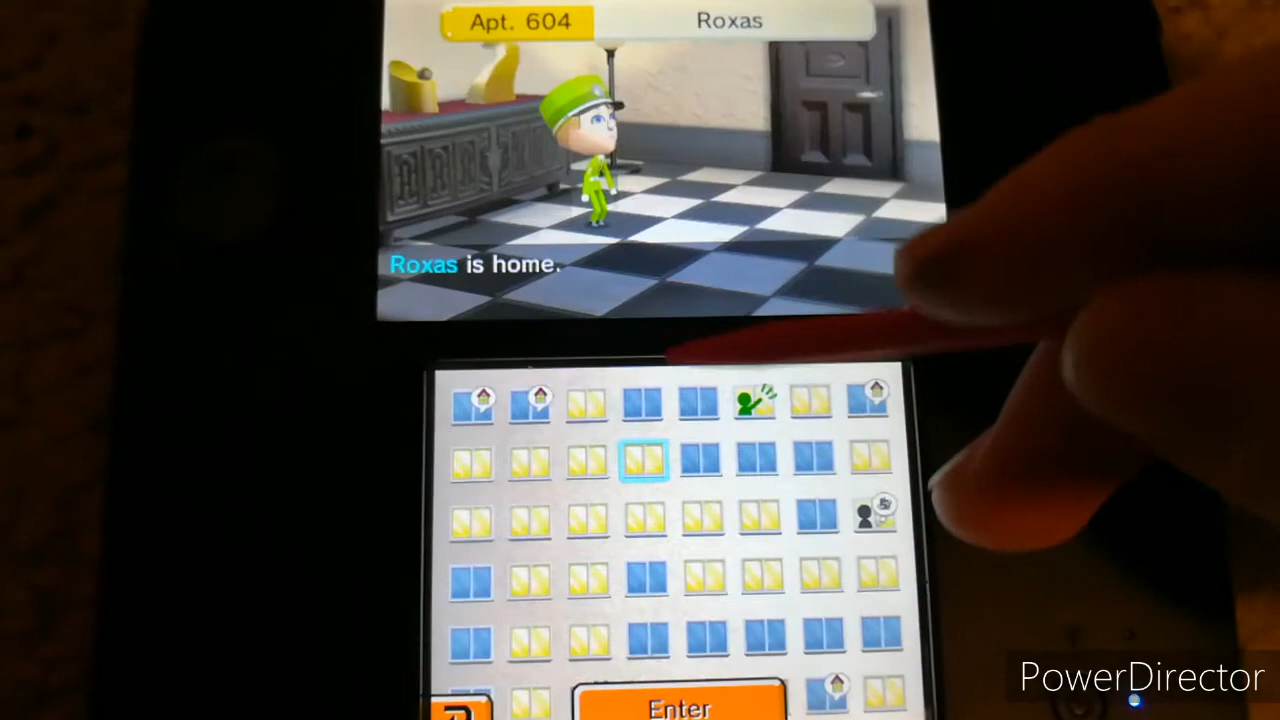 Apt. 604
Roxas
Roxas is home.
Enter
PowerDirector